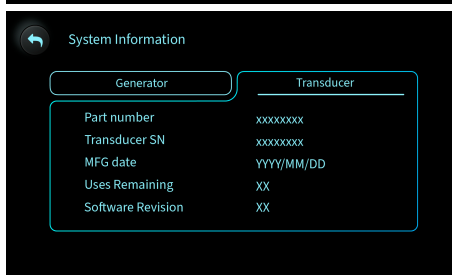 System Information
Generator Transducer
Part number xxxxxxxx
Transducer SN xxxxxxxx
MFG date YYYY/MM/DD
Uses Remaining XX
Software Revision XX